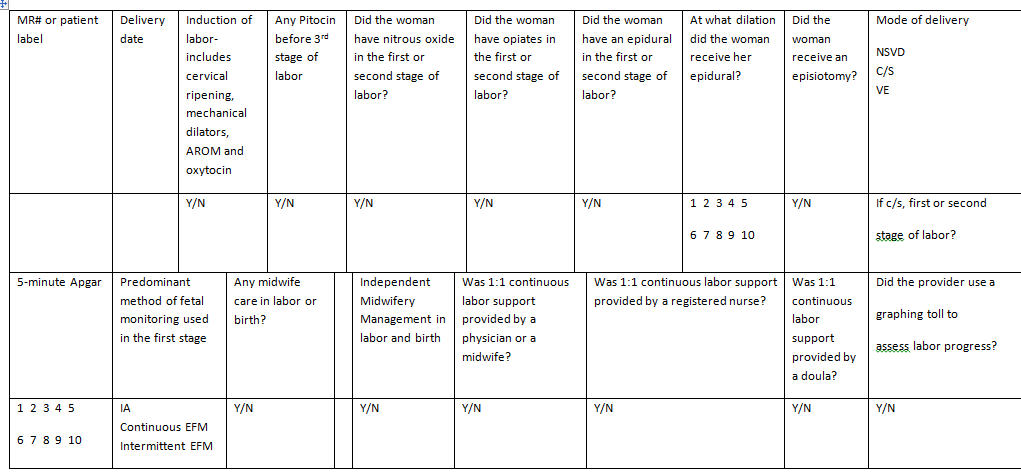 MR# or patient
label
Delivery
date
Induction of
labor-
includes
cervical
ripening,
mechanical
dilators,
AROM and
oxytocin
Any Pitocin
before 3rd
stage of
labor
Did the woman
have nitrous oxide
in the first or
second stage of
labor?
Did the woman
have opiates in
the first or
second stage of
labor?
Did the woman
have an epidural
in the first or
second stage of
labor?
At what dilation
did the woman
receive her
epidural?
Did the
woman
receive an
episiotomy?
Mode of delivery
NSVD
C/S
VE
Y/N
Y/N
Y/N
Y/N
Y/N
1 2 3 4 5
6 7 8 9 10
Y/N
If c/s, first or second
stage of labor?
5-minute Apgar
Predominant
method of fetal
monitoring used
in the first stage
Any midwife
care in labor or
birth?
Independent
Midwifery
Management in
labor and birth
Was 1:1 continuous
labor support
provided by a
physician or a
midwife?
Was 1:1 continuous labor support
provided by a registered nurse?
Was 1:1
continuous
labor
support
provided by
a doula?
Did the provider use a
graphing toll to
assess labor progress?
1 2 3 4 5
6 7 8 9 10
IA
Continuous EFM
Intermittent EFM
Y/N
Y/N
Y/N
Y/N
Y/N
Y/N